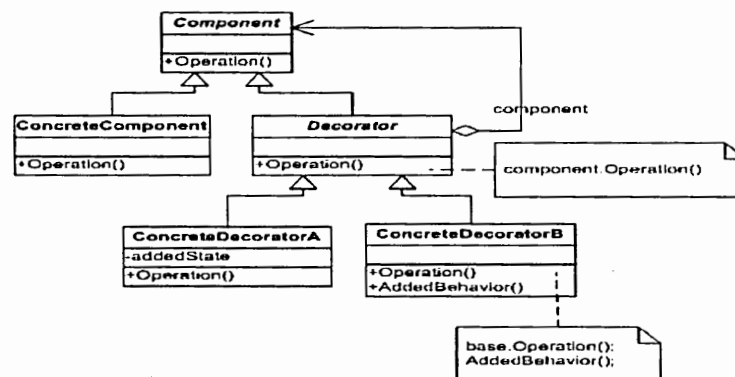 Component
+Operation()
component
ConcreteComponent
+Operation()
Decorator
+Operation()
component.Operation()
ConcreteDecoratorA
-addedState
+Operation()
ConcreteDecoratorB
+Operation()
+AddedBehavior()
base.Operation();
AddedBehavior();